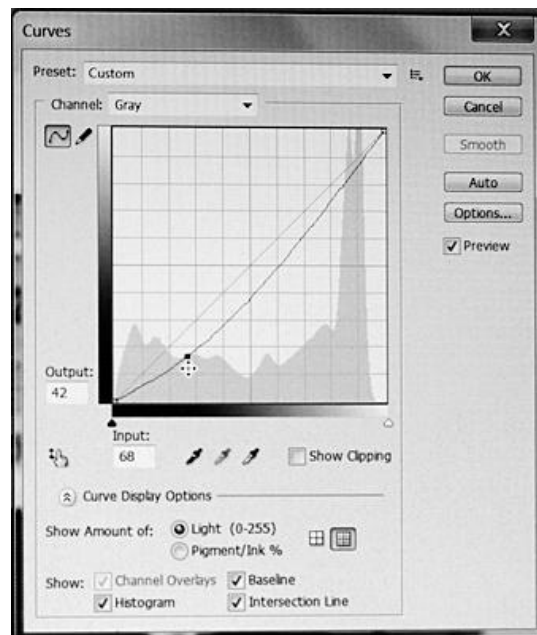 Curves
X
Preset: Custom
OK
Channel: Gray
Cancel
Smooth
Auto
Options...
Preview
Output:
42
Input:
68
Show Clipping
Curve Display Options
Show Amount of: Light (0-255)
Pigment/Ink %
Show: Channel Overlays Baseline
Histogram Intersection Line